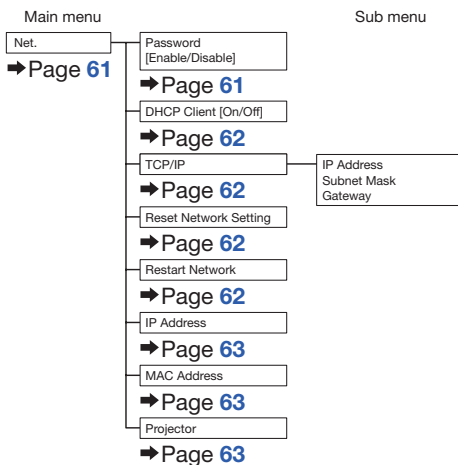 Main menu
Sub menu
Net.
➡Page 61
Password
[Enable/Disable]
➡Page 61
DHCP Client [On/Off]
➡Page 62
TCP/IP
➡Page 62
IP Address
Subnet Mask
Gateway
Reset Network Setting
➡Page 62
Restart Network
➡Page 62
IP Address
➡Page 63
MAC Address
➡Page 63
Projector
➡Page 63